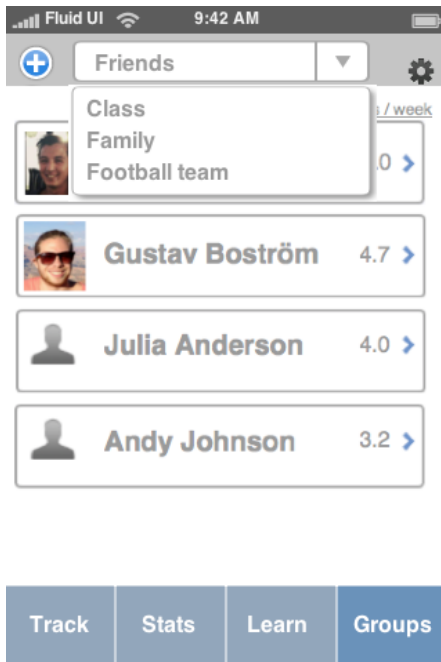 Fluid UI 9:42 AM
Friends
Class
/ week
Family
Football team
.0
Gustav Boström 4.7
Julia Anderson 4.0
Andy Johnson 3.2
Track Stats Learn Groups